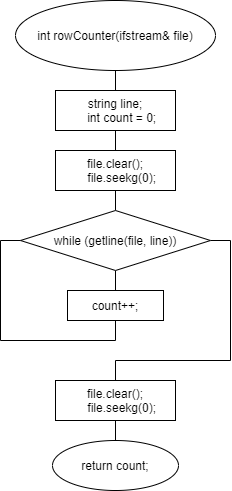 int rowCounter(ifstream& file)
string line;
int count = 0;
file.clear();
file.seekg(0);
while (getline(file, line))
count++;
file.clear();
file.seekg(0);
return count;